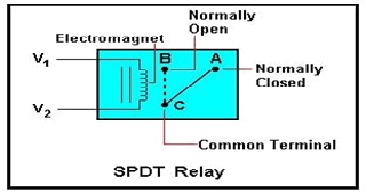 Normally
Open
Electromagnet
V1
B
A
Normally
Closed
V2
C
Common Terminal
SPDT Relay